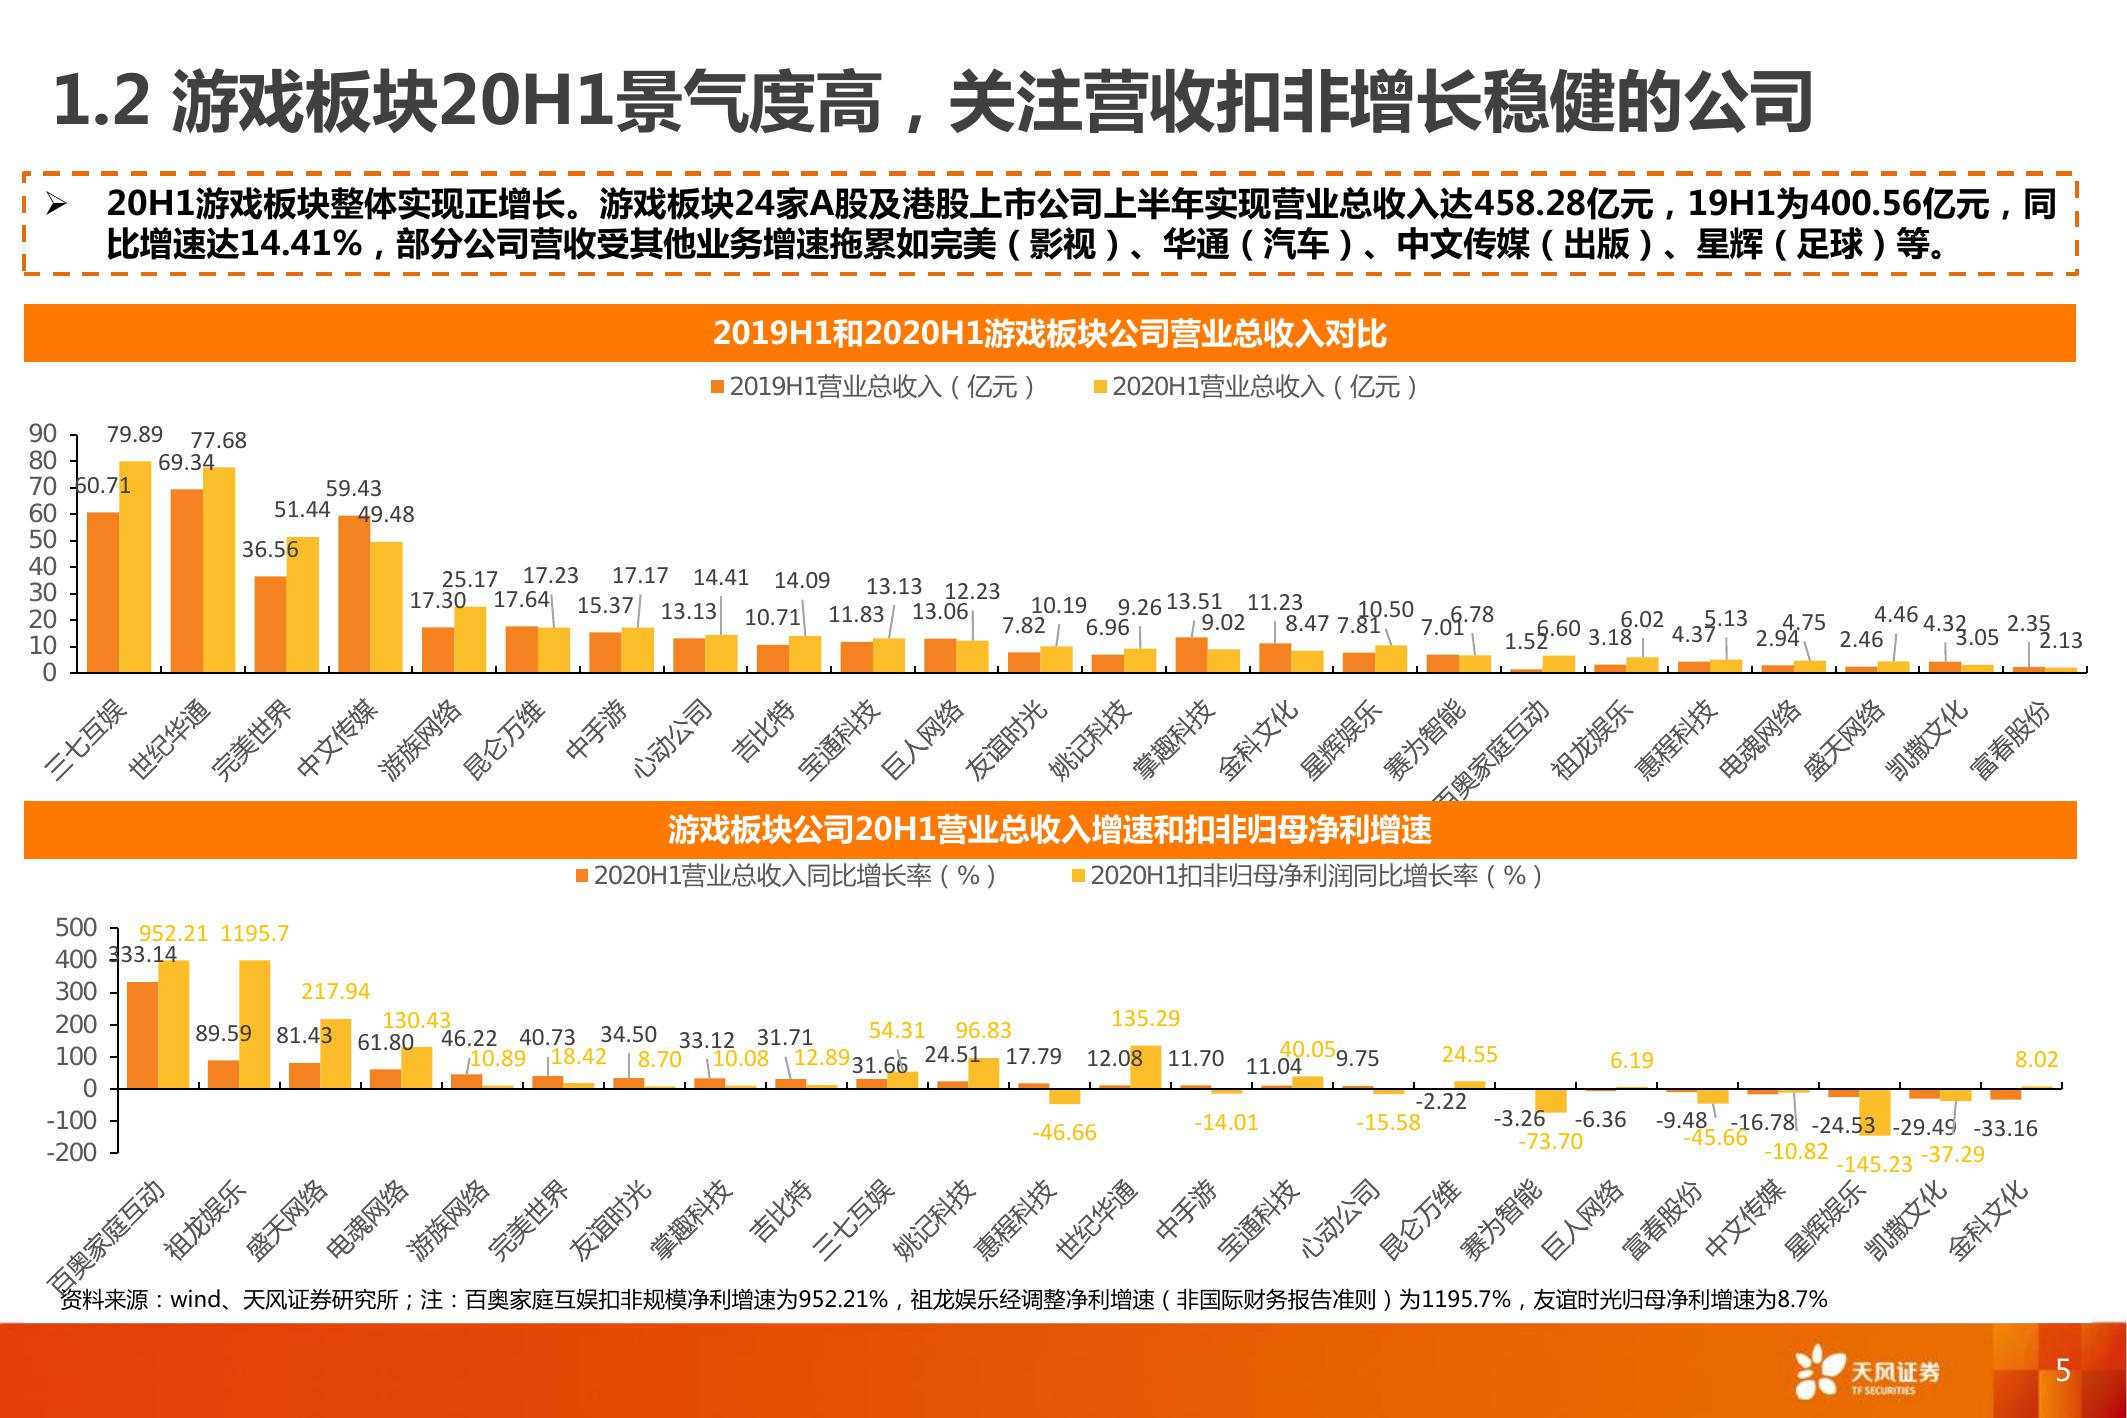 1.2 游戏板块20H1景气度高，关注营收扣非增长稳健的公司
➢ 20H1游戏板块整体实现正增长。游戏板块24家A股及港股上市公司上半年实现营业总收入达458.28亿元，19H1为400.56亿元，同
比增速达14.41%，部分公司营收受其他业务增速拖累如完美（影视）、华通（汽车）、中文传媒（出版）、星辉（足球）等。
2019H1和2020H1游戏板块公司营业总收入对比
2019H1营业总收入（亿元） 2020H1营业总收入（亿元）
90
80
70
60
50
40
30
20
10
0
60.71 79.89 69.34 77.68 36.56 51.44 59.43 49.48 17.30 25.17 17.64 17.23 15.37 17.17 13.13 14.41 10.71 14.09 11.83 13.13 13.06 12.23 7.82 10.19 6.96 9.26 13.51 9.02 11.23 8.47 7.81 10.50 7.01 6.78 1.52 6.60 3.18 6.02 4.37 5.13 2.94 4.75 2.46 4.46 4.32 3.05 2.35 2.13
三七互娱 世纪华通 完美世界 中文传媒 游族网络 昆仑万维 中手游 心动公司 吉比特 宝通科技 巨人网络 友谊时光 姚记科技 掌趣科技 金科文化 星辉娱乐 赛为智能 百奥家庭互动 祖龙娱乐 惠程科技 电魂网络 盛天网络 凯撒文化 富春股份
游戏板块公司20H1营业总收入增速和扣非归母净利增速
2020H1营业总收入同比增长率（%） 2020H1扣非归母净利润同比增长率（%）
500
400
300
200
100
0
-100
-200
333.14 952.21 89.59 1195.7 81.43 217.94 61.80 130.43 46.22 10.89 40.73 18.42 34.50 8.70 33.12 10.08 31.71 12.89 31.66 54.31 24.51 96.83 17.79 -46.66 12.08 135.29 11.70 -14.01 11.04 40.05 9.75 -15.58 -2.22 24.55 -3.26 -73.70 -6.36 6.19 -9.48 -45.66 -16.78 -10.82 -24.53 -145.23 -29.49 -37.29 -33.16 8.02
百奥家庭互动 祖龙娱乐 盛天网络 电魂网络 游族网络 完美世界 友谊时光 掌趣科技 吉比特 三七互娱 姚记科技 惠程科技 世纪华通 中手游 宝通科技 心动公司 昆仑万维 赛为智能 巨人网络 富春股份 中文传媒 星辉娱乐 凯撒文化 金科文化
资料来源：wind、天风证券研究所；注：百奥家庭互娱扣非规模净利增速为952.21%，祖龙娱乐经调整净利增速（非国际财务报告准则）为1195.7%，友谊时光归母净利增速为8.7%
天风证券
TF SECURITIES
5